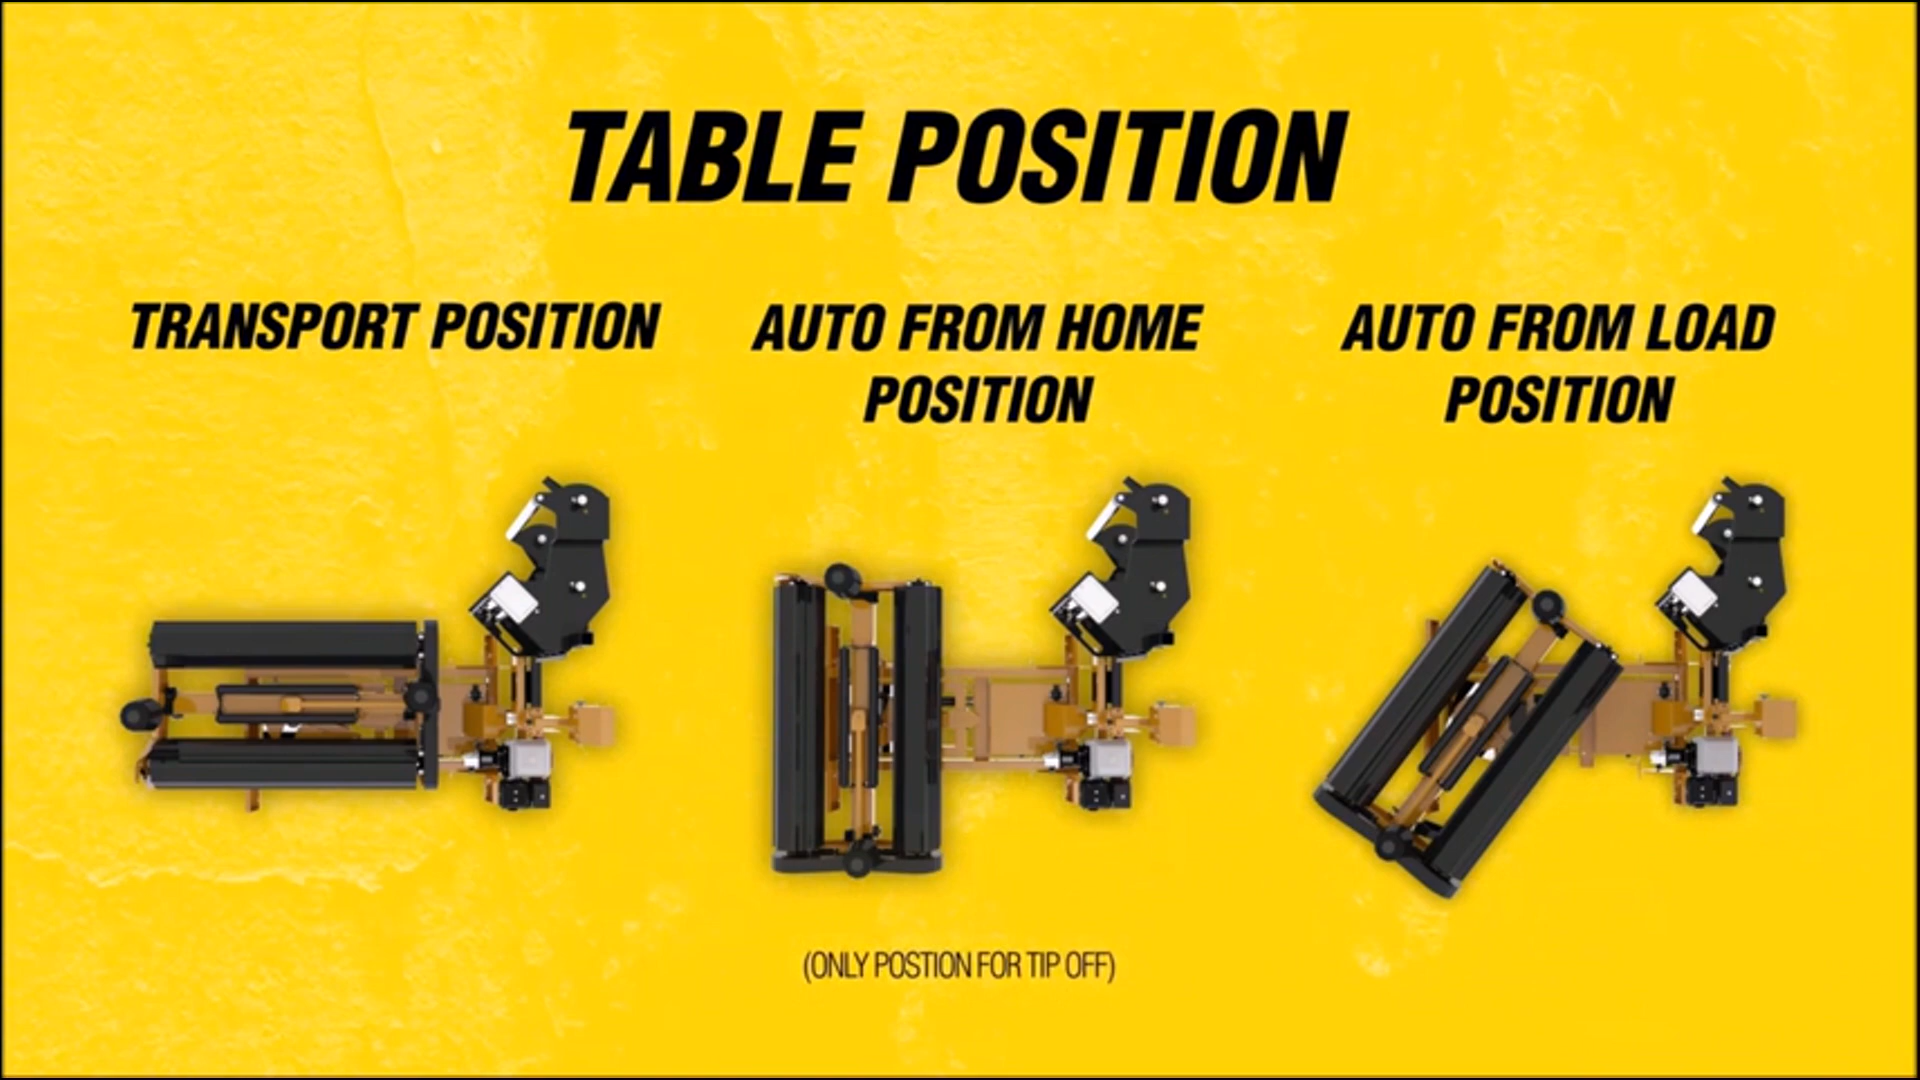 TABLE POSITION
TRANSPORT POSITION
AUTO FROM HOME
POSITION
AUTO FROM LOAD
POSITION
(ONLY POSTION FOR TIP OFF)